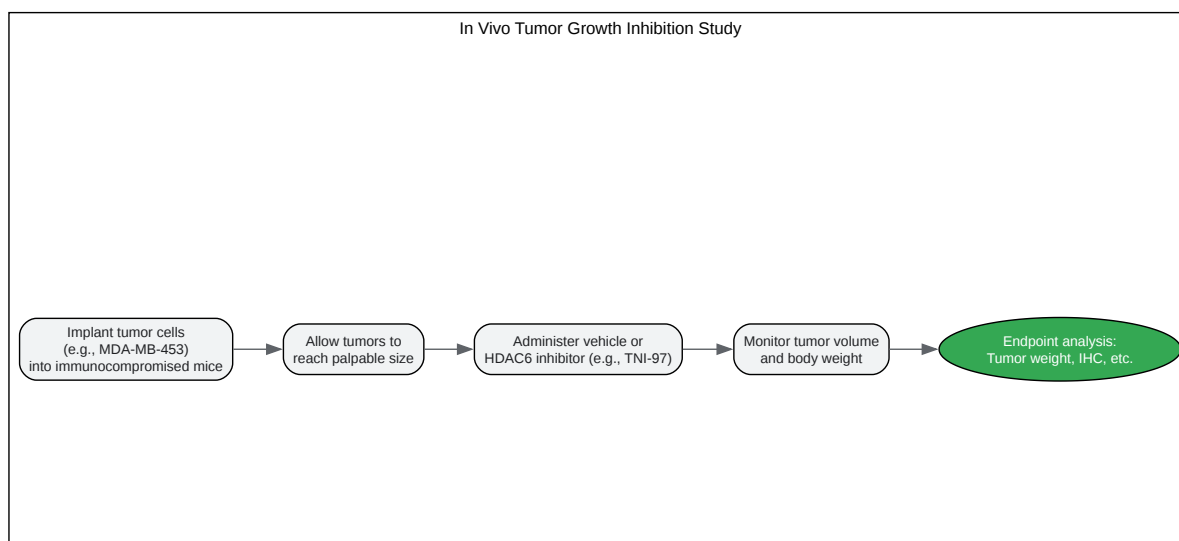 In Vivo Tumor Growth Inhibition Study
Implant tumor cells
(e.g., MDA-MB-453)
into immunocompromised mice
Allow tumors to
reach palpable size
Administer vehicle or
HDAC6 inhibitor (e.g., TNI-97)
Monitor tumor volume
and body weight
Endpoint analysis:
Tumor weight, IHC, etc.